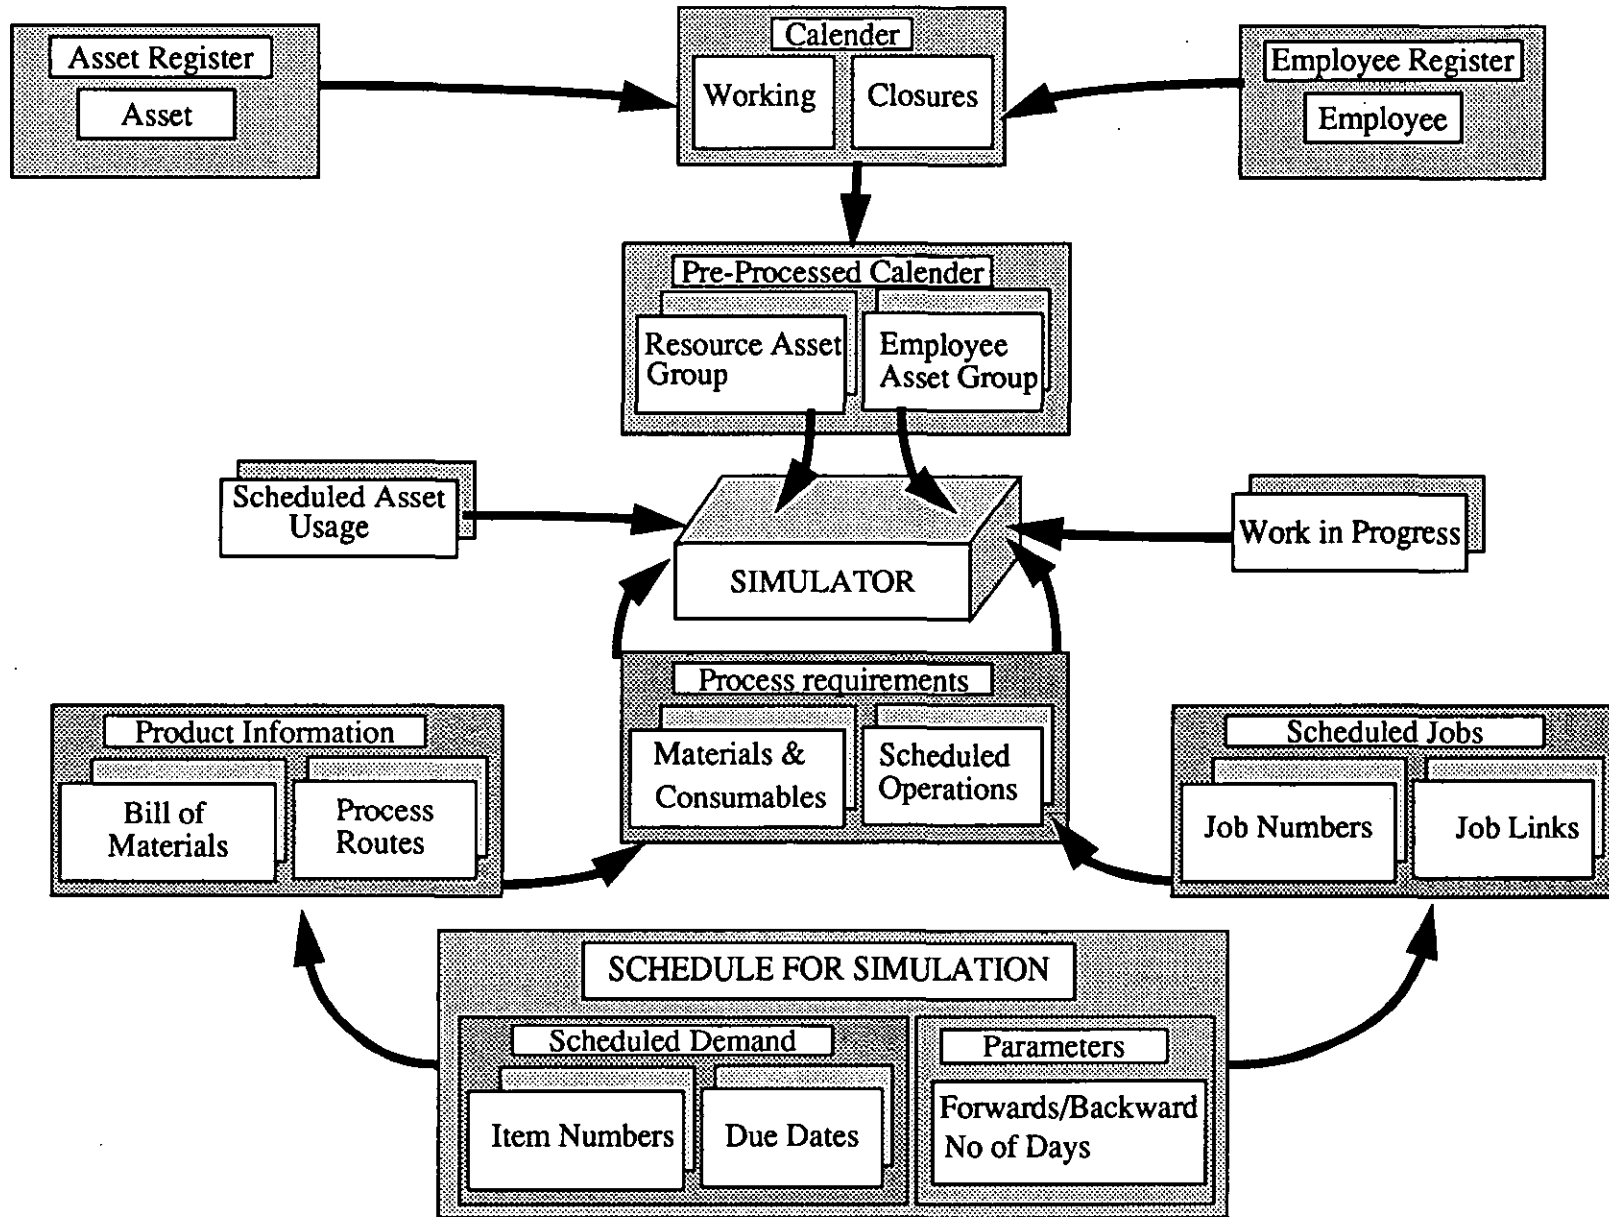 Asset Register
Asset
Calender
Working
Closures
Employee Register
Employee
Pre-Processed Calender
Resource Asset
Group
Employee
Asset Group
Scheduled Asset
Usage
SIMULATOR
Work in Progress
Process requirements
Materials &
Consumables
Scheduled
Operations
Product Information
Bill of
Materials
Process
Routes
Scheduled Jobs
Job Numbers
Job Links
SCHEDULE FOR SIMULATION
Scheduled Demand
Item Numbers
Due Dates
Parameters
Forwards/Backward
No of Days